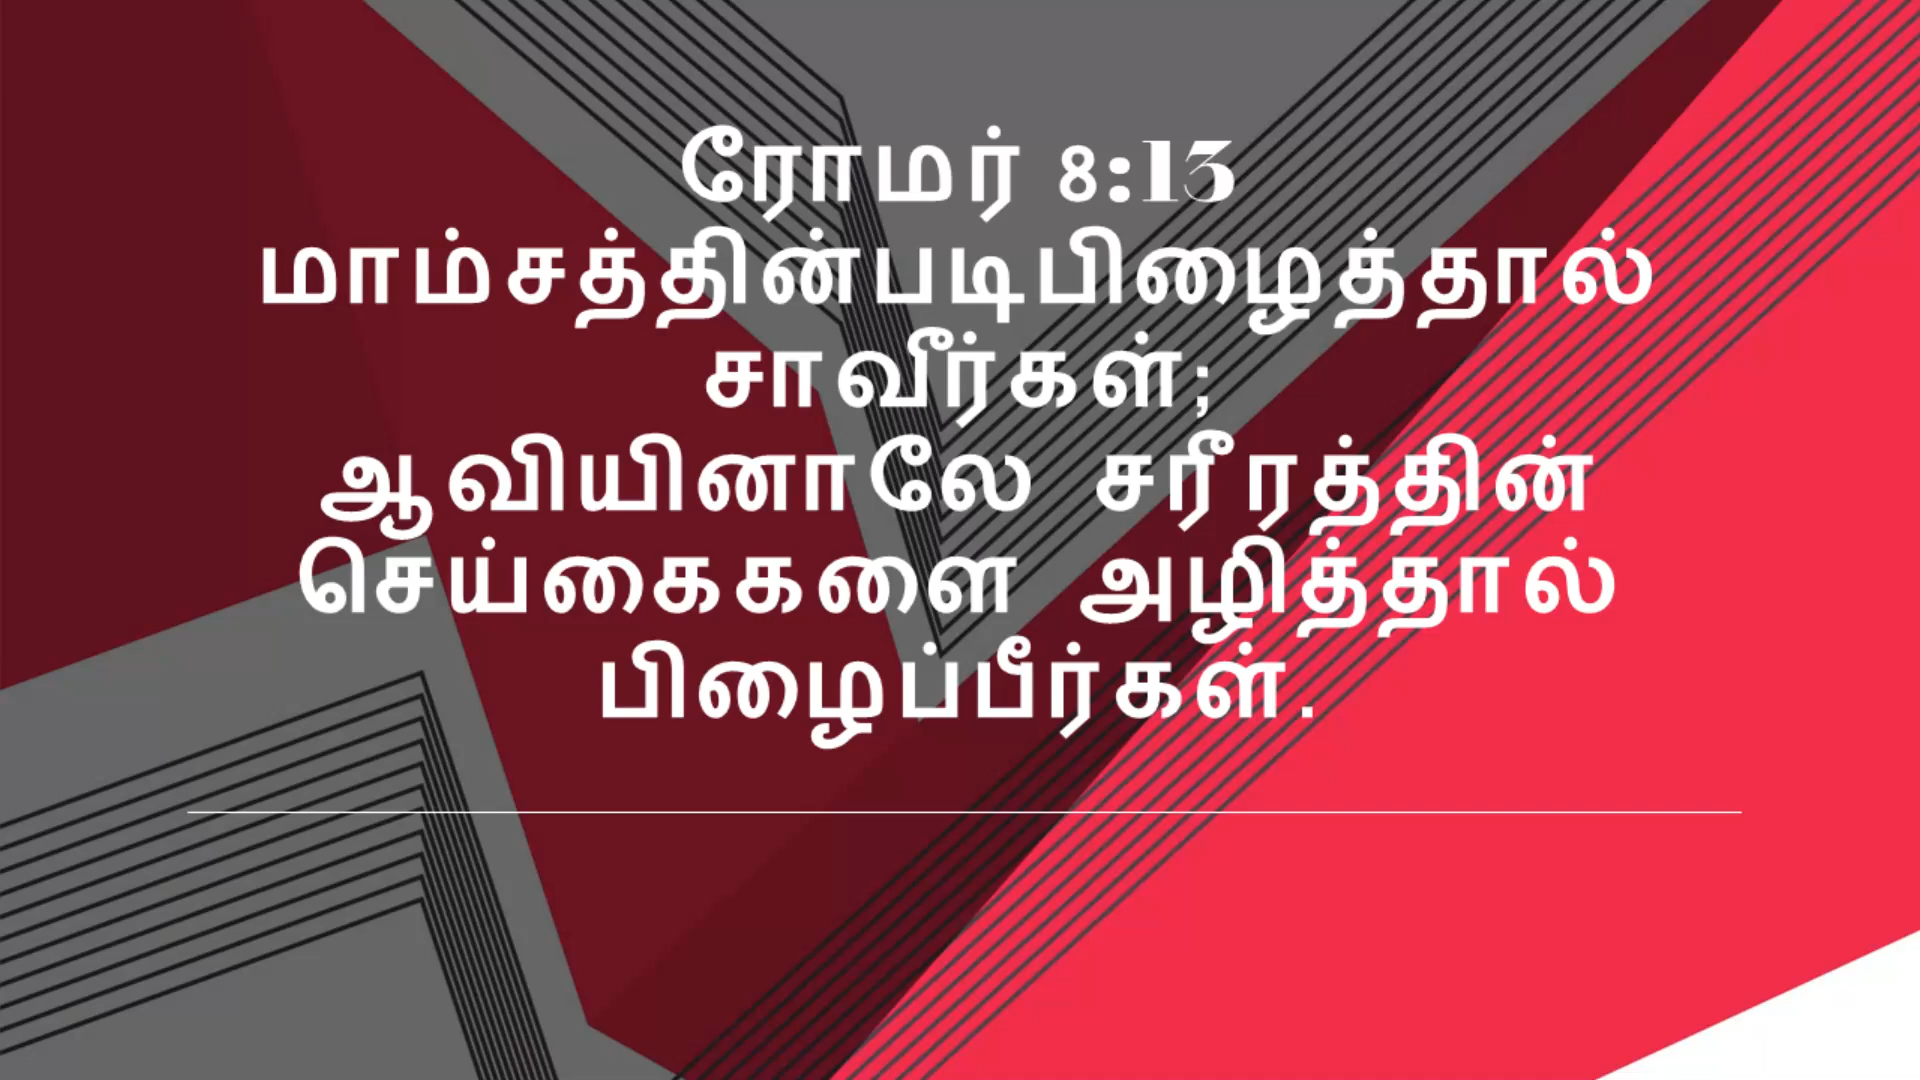 ரோமர் 8:13
மாம்சத்தின்படிபிழைத்தால்
சாவீர்கள்;
ஆவியினாலே சரீரத்தின்
செய்கைகளை அழித்தால்
பிழைப்பீர்கள்.